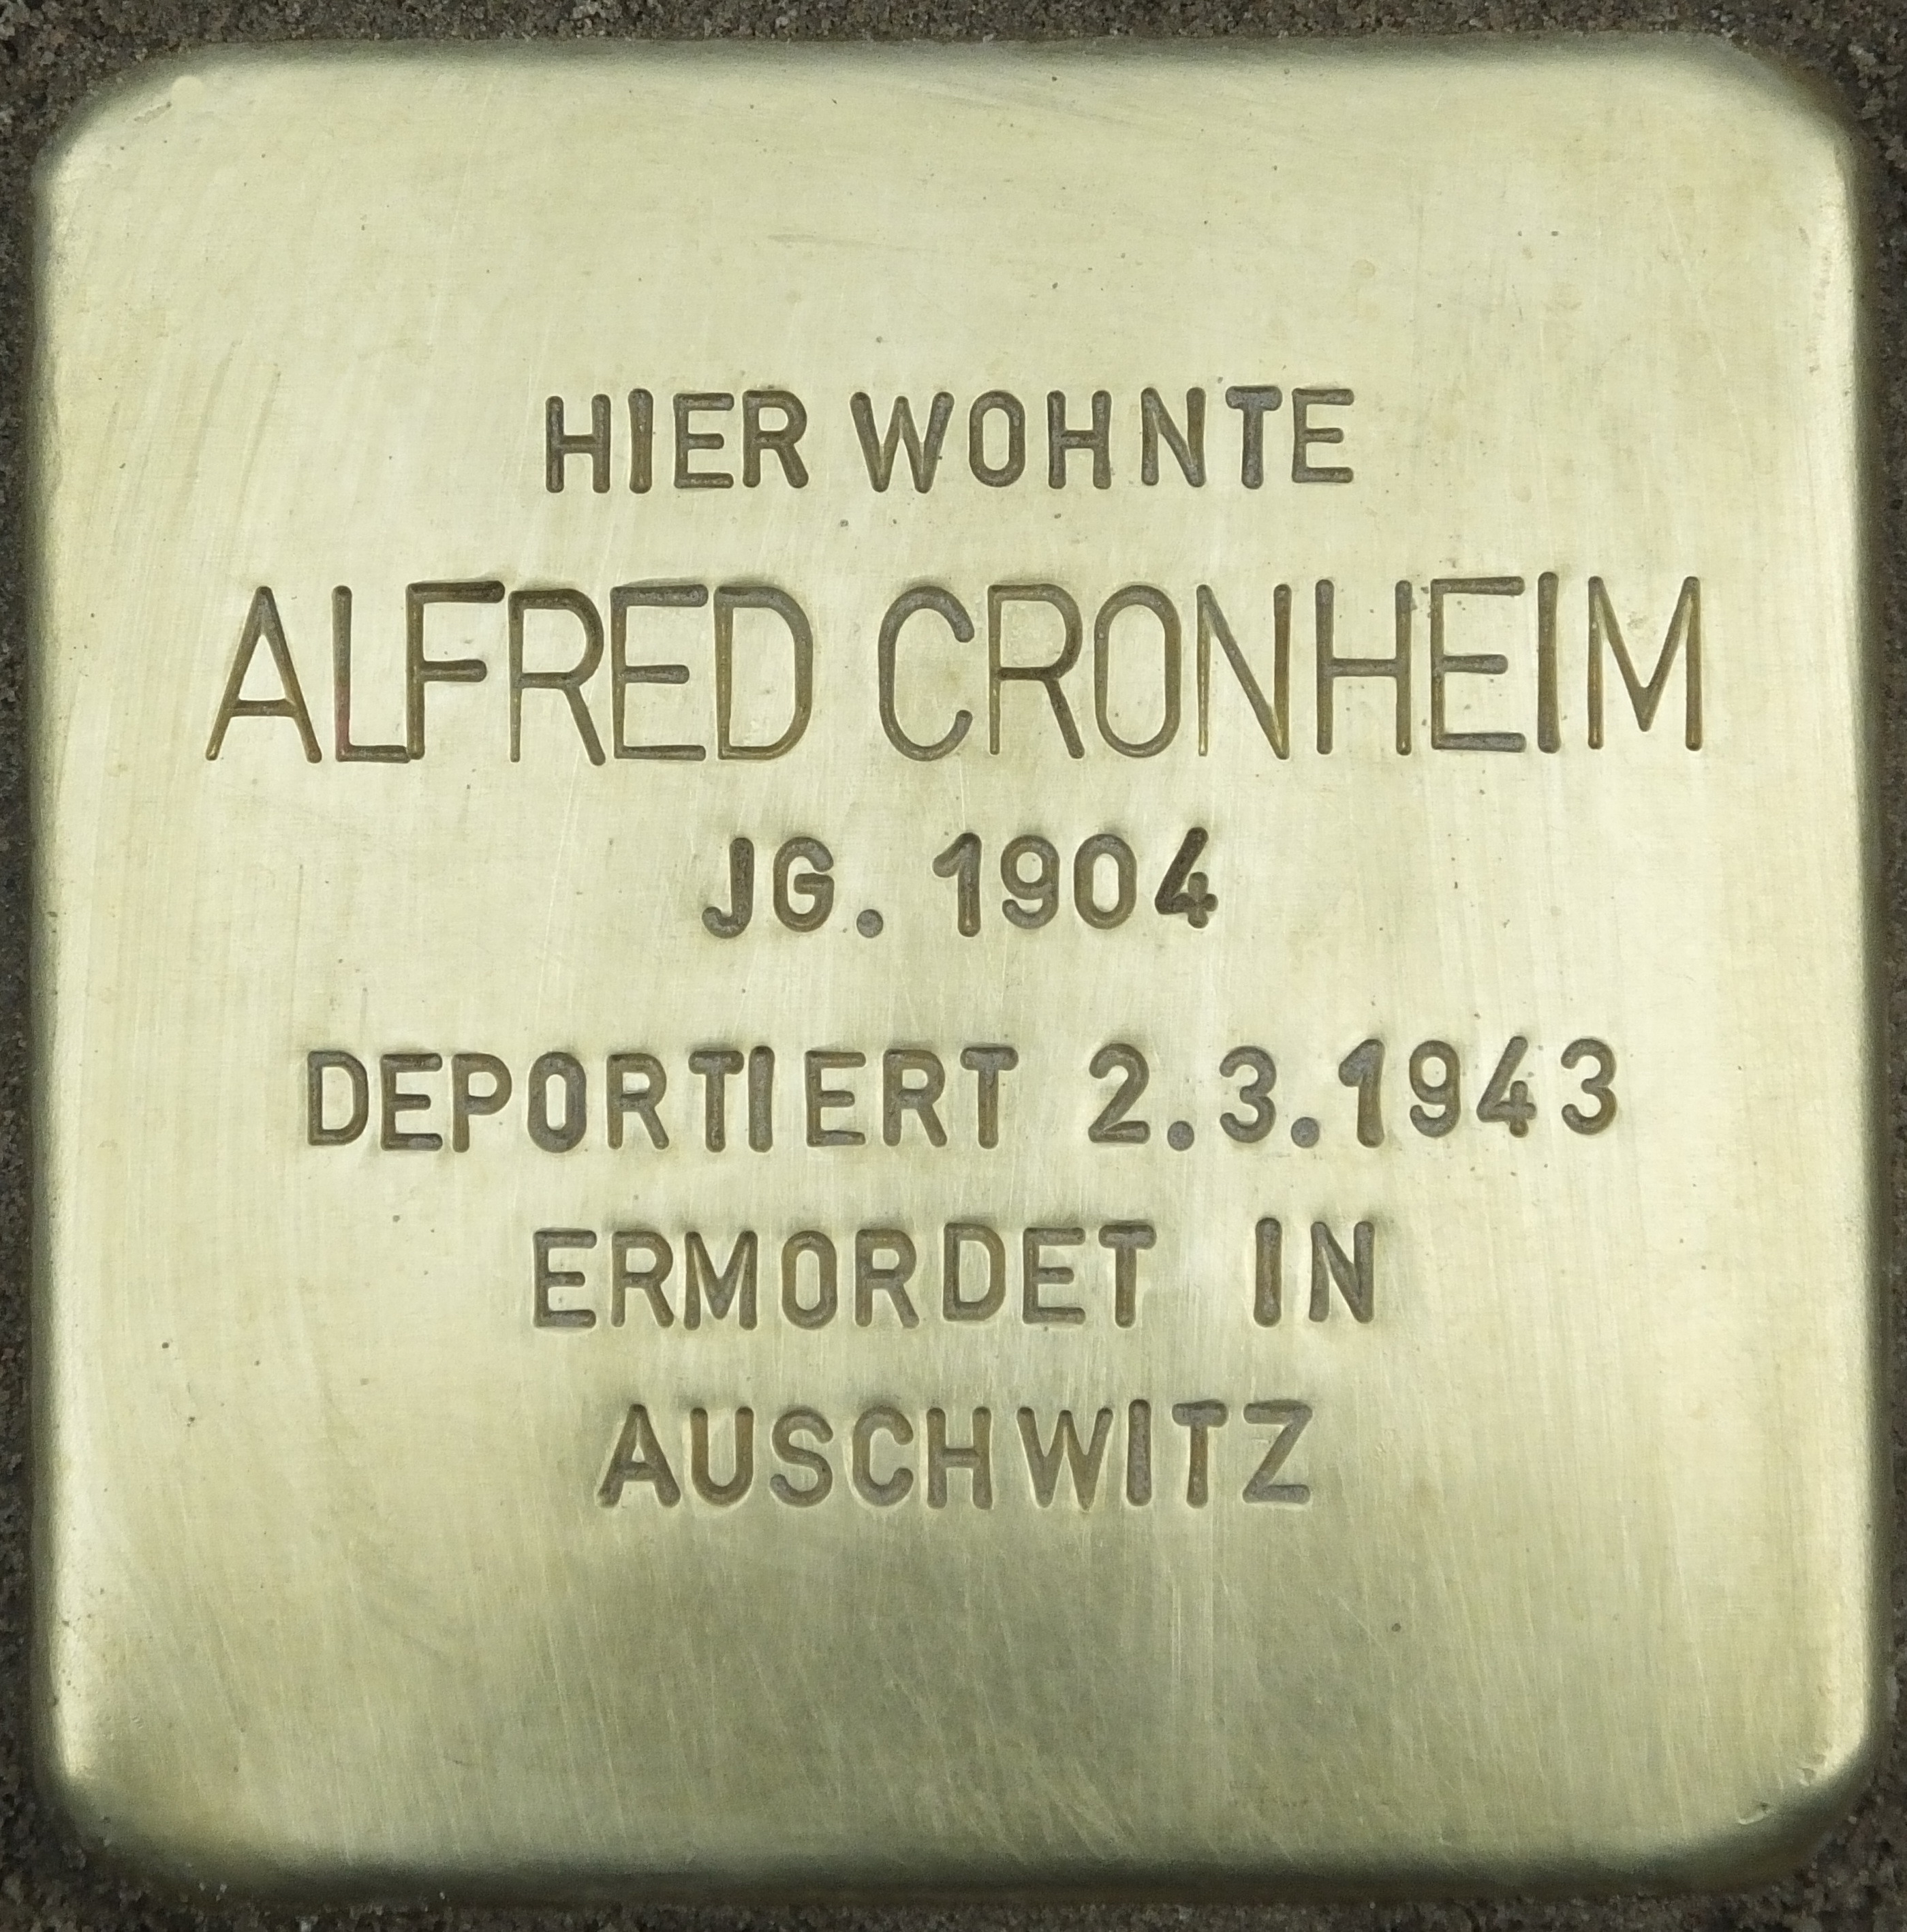 HIER WOHNTE
ALFRED CRONHEIM
JG. 1904
DEPORTIERT 2.3.1943
ERMORDET IN
AUSCHWITZ